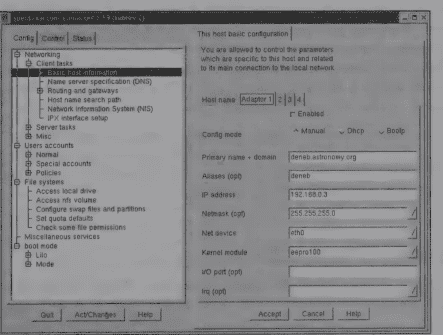 Config
Control
Status
Networking
Client tasks
Basic host information
Name server specification (DNS)
Routing and gateways
Host name search path
Network Information System (NIS)
IPX interface setup
Server tasks
Misc
Users accounts
Normal
Special accounts
Policies
File systems
Access local drive
Access nfs volume
Configure swap files and partitions
Set quota defaults
Check some file permissions
Miscellaneous services
boot mode
Lilo
Mode
Quit
Act/Changes
Help
This host basic configuration
You are allowed to control the parameters
which are specific to this host and related
to its main connection to the local network
Host name Adaptor 1 2 3 4
Enabled
Config mode Manual Dhcp Bootp
Primary name + domain deneb.astronomy.org
Aliases (opt) deneb
IP address 192.168.0.3
Netmask (opt) 255.255.255.0
Net device eth0
Kernel module eepro100
I/O port (opt)
Irq (opt)
Accept
Cancel
Help